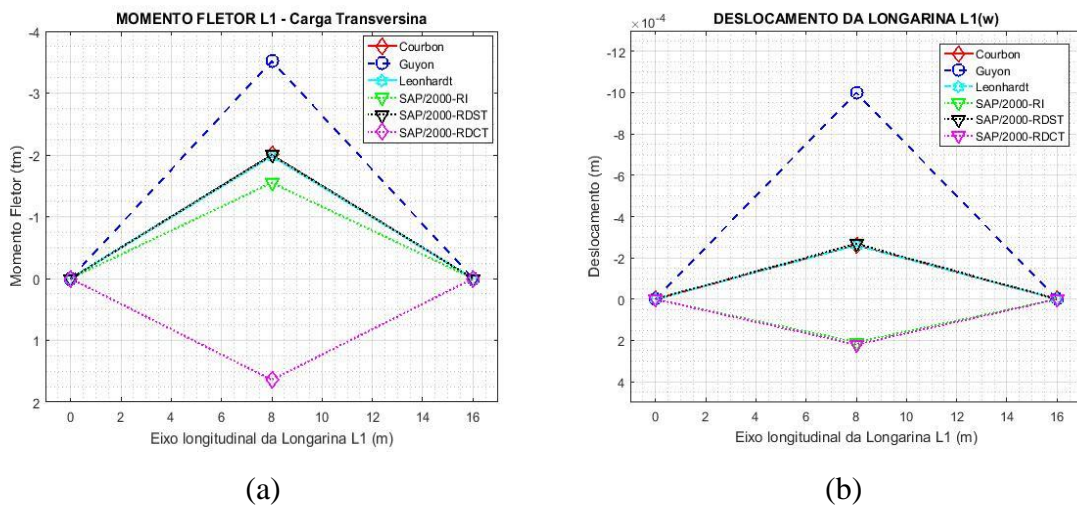 MOMENTO FLETOR L1 - Carga Transversina
-4
-3
-2
-1
0
1
2
Momento Fletor (tm)
0 2 4 6 8 10 12 14 16
Eixo longitudinal da Longarina L1 (m)
Courbon
Guyon
Leonhardt
SAP/2000-RI
SAP/2000-RDST
SAP/2000-RDCT
(a)
× 10-4
DESLOCAMENTO DA LONGARINA L1(w)
-12
-10
-8
-6
-4
-2
0
2
4
Deslocamento (m)
0 2 4 6 8 10 12 14 16
Eixo longitudinal da Longarina L1 (m)
Courbon
Guyon
Leonhardt
SAP/2000-RI
SAP/2000-RDST
SAP/2000-RDCT
(b)